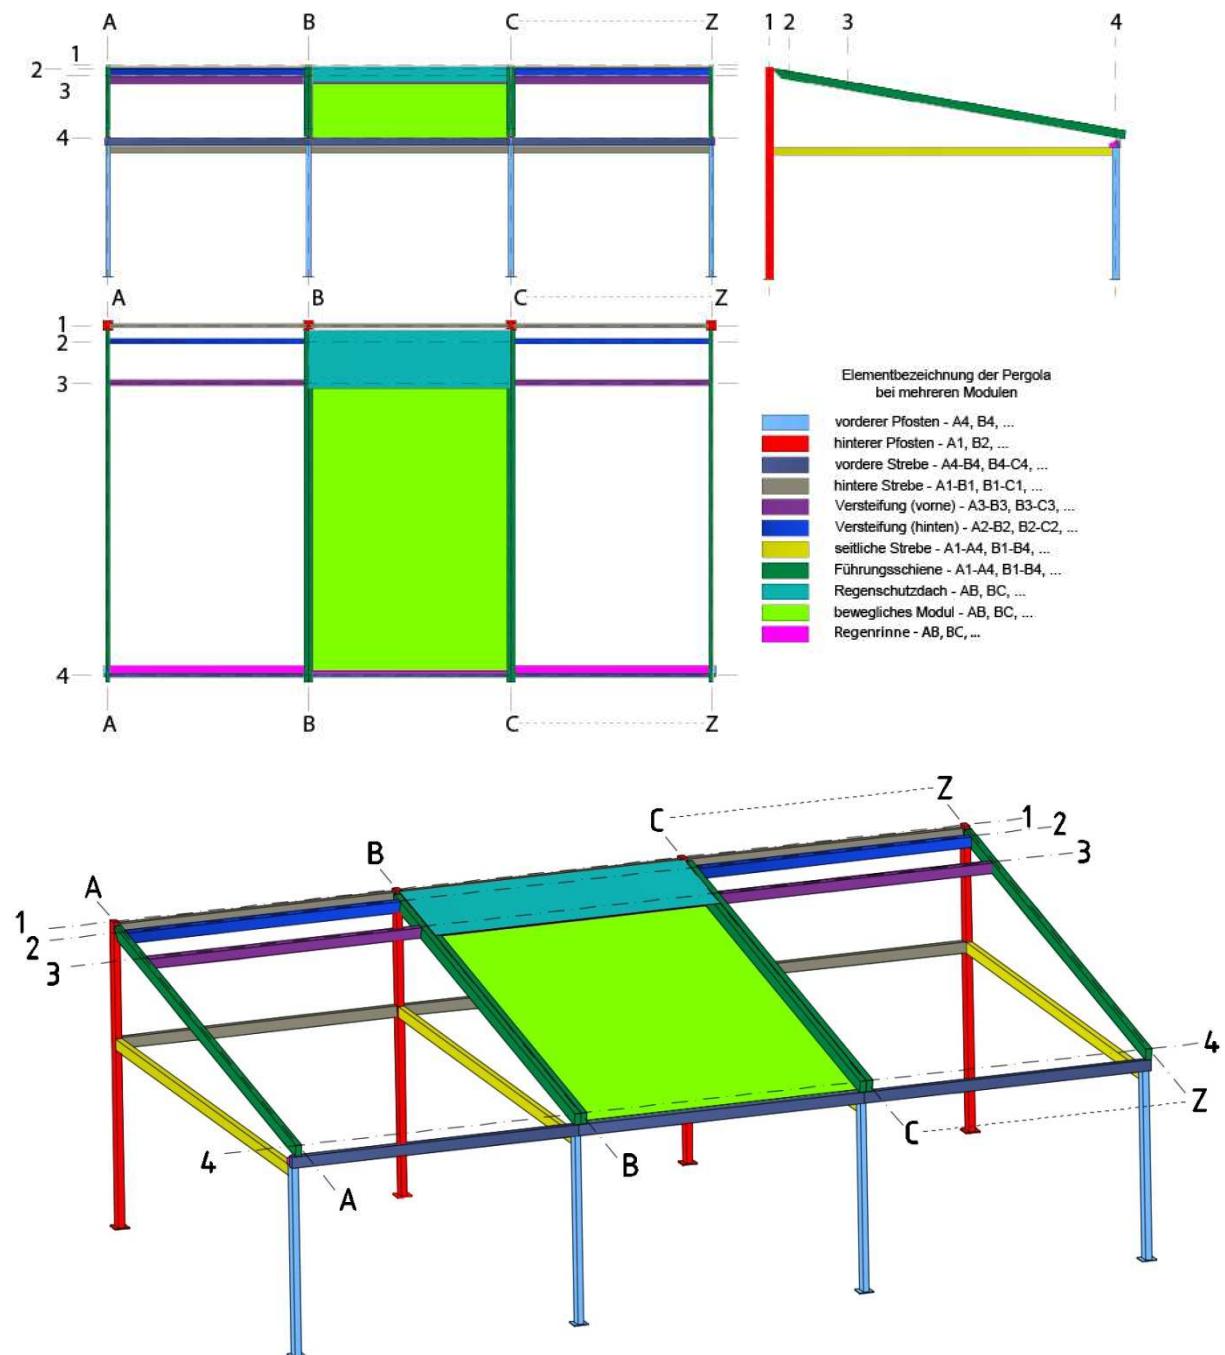 A B C Z
1 2 3 4
1
2
3
4
A B C Z
1
2
3
4
A B C Z
Elementbezeichnung der Pergola
bei mehreren Modulen
vorderer Pfosten - A4, B4, ...
hinterer Pfosten - A1, B2, ...
vordere Strebe - A4-B4, B4-C4, ...
hintere Strebe - A1-B1, B1-C1, ...
Versteifung (vorne) - A3-B3, B3-C3, ...
Versteifung (hinten) - A2-B2, B2-C2, ...
seitliche Strebe - A1-A4, B1-B4, ...
Führungsschiene - A1-A4, B1-B4, ...
Regenschutzdach - AB, BC, ...
bewegliches Modul - AB, BC, ...
Regenrinne - AB, BC, ...
Z
C
1
2
B
3
A
1
2
3
4
Z
C
4
B
A